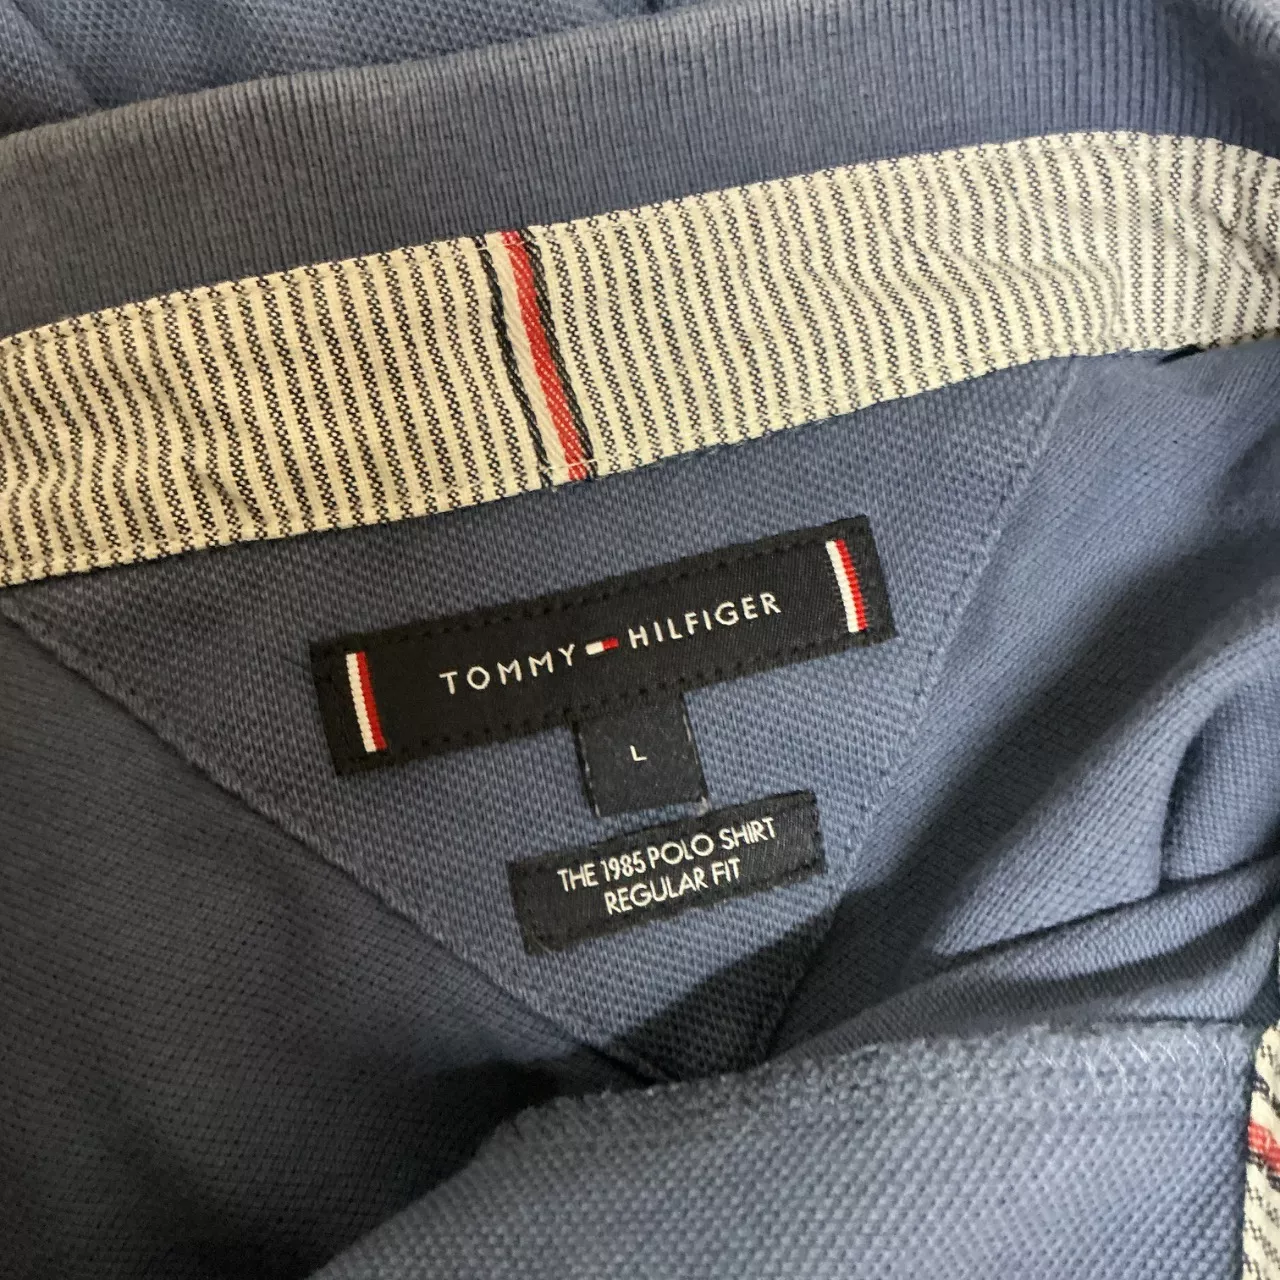 TOMMY HILFIGER
L
THE 1985 POLO SHIRT
REGULAR FIT